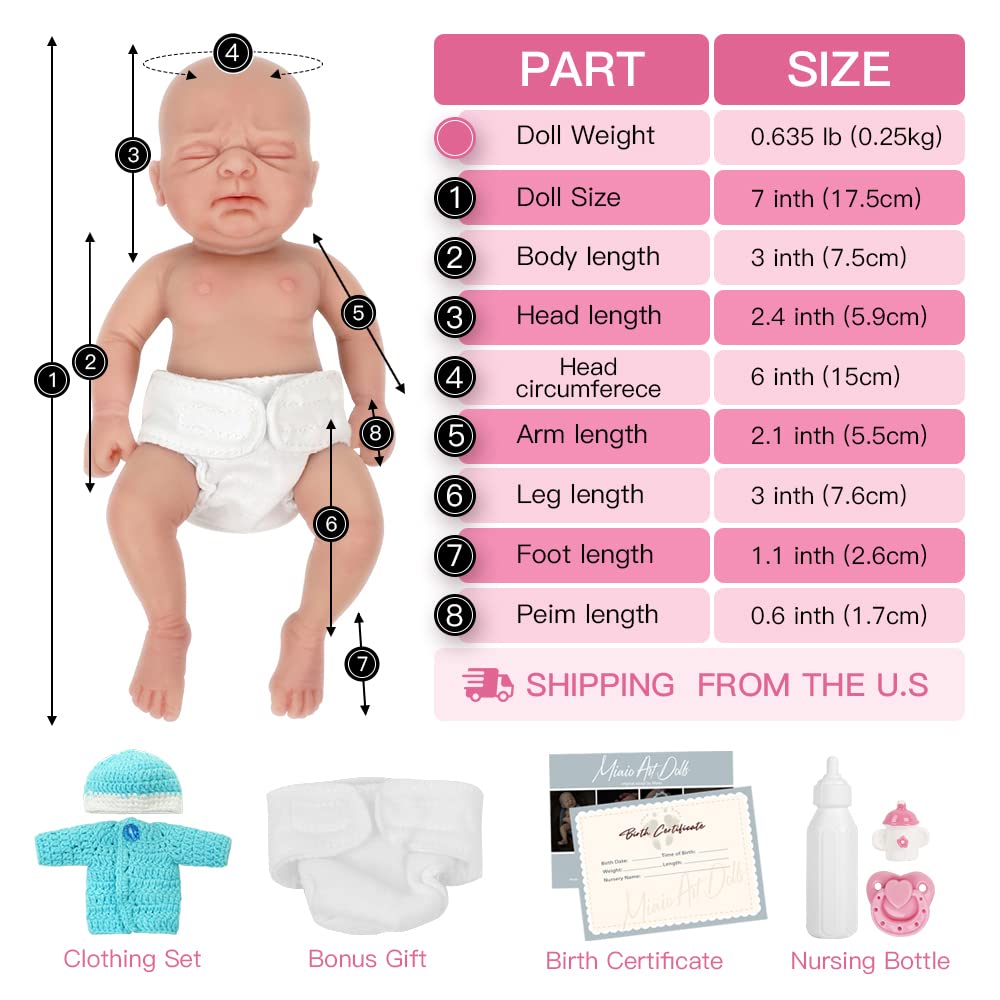 PART SIZE
Doll Weight 0.635 lb (0.25kg)
1 Doll Size 7 inth (17.5cm)
2 Body length 3 inth (7.5cm)
3 Head length 2.4 inth (5.9cm)
4 Head
circumferece 6 inth (15cm)
5 Arm length 2.1 inth (5.5cm)
6 Leg length 3 inth (7.6cm)
7 Foot length 1.1 inth (2.6cm)
8 Peim length 0.6 inth (1.7cm)
SHIPPING FROM THE U.S
4
3
5
2
1
8
6
7
Miaio Art Dolls
Birth Certificate
Birth Date: Time of Birth:
Weight: Length:
Nursery Name:
Miaio Art Dolls
Clothing Set
Bonus Gift
Birth Certificate
Nursing Bottle